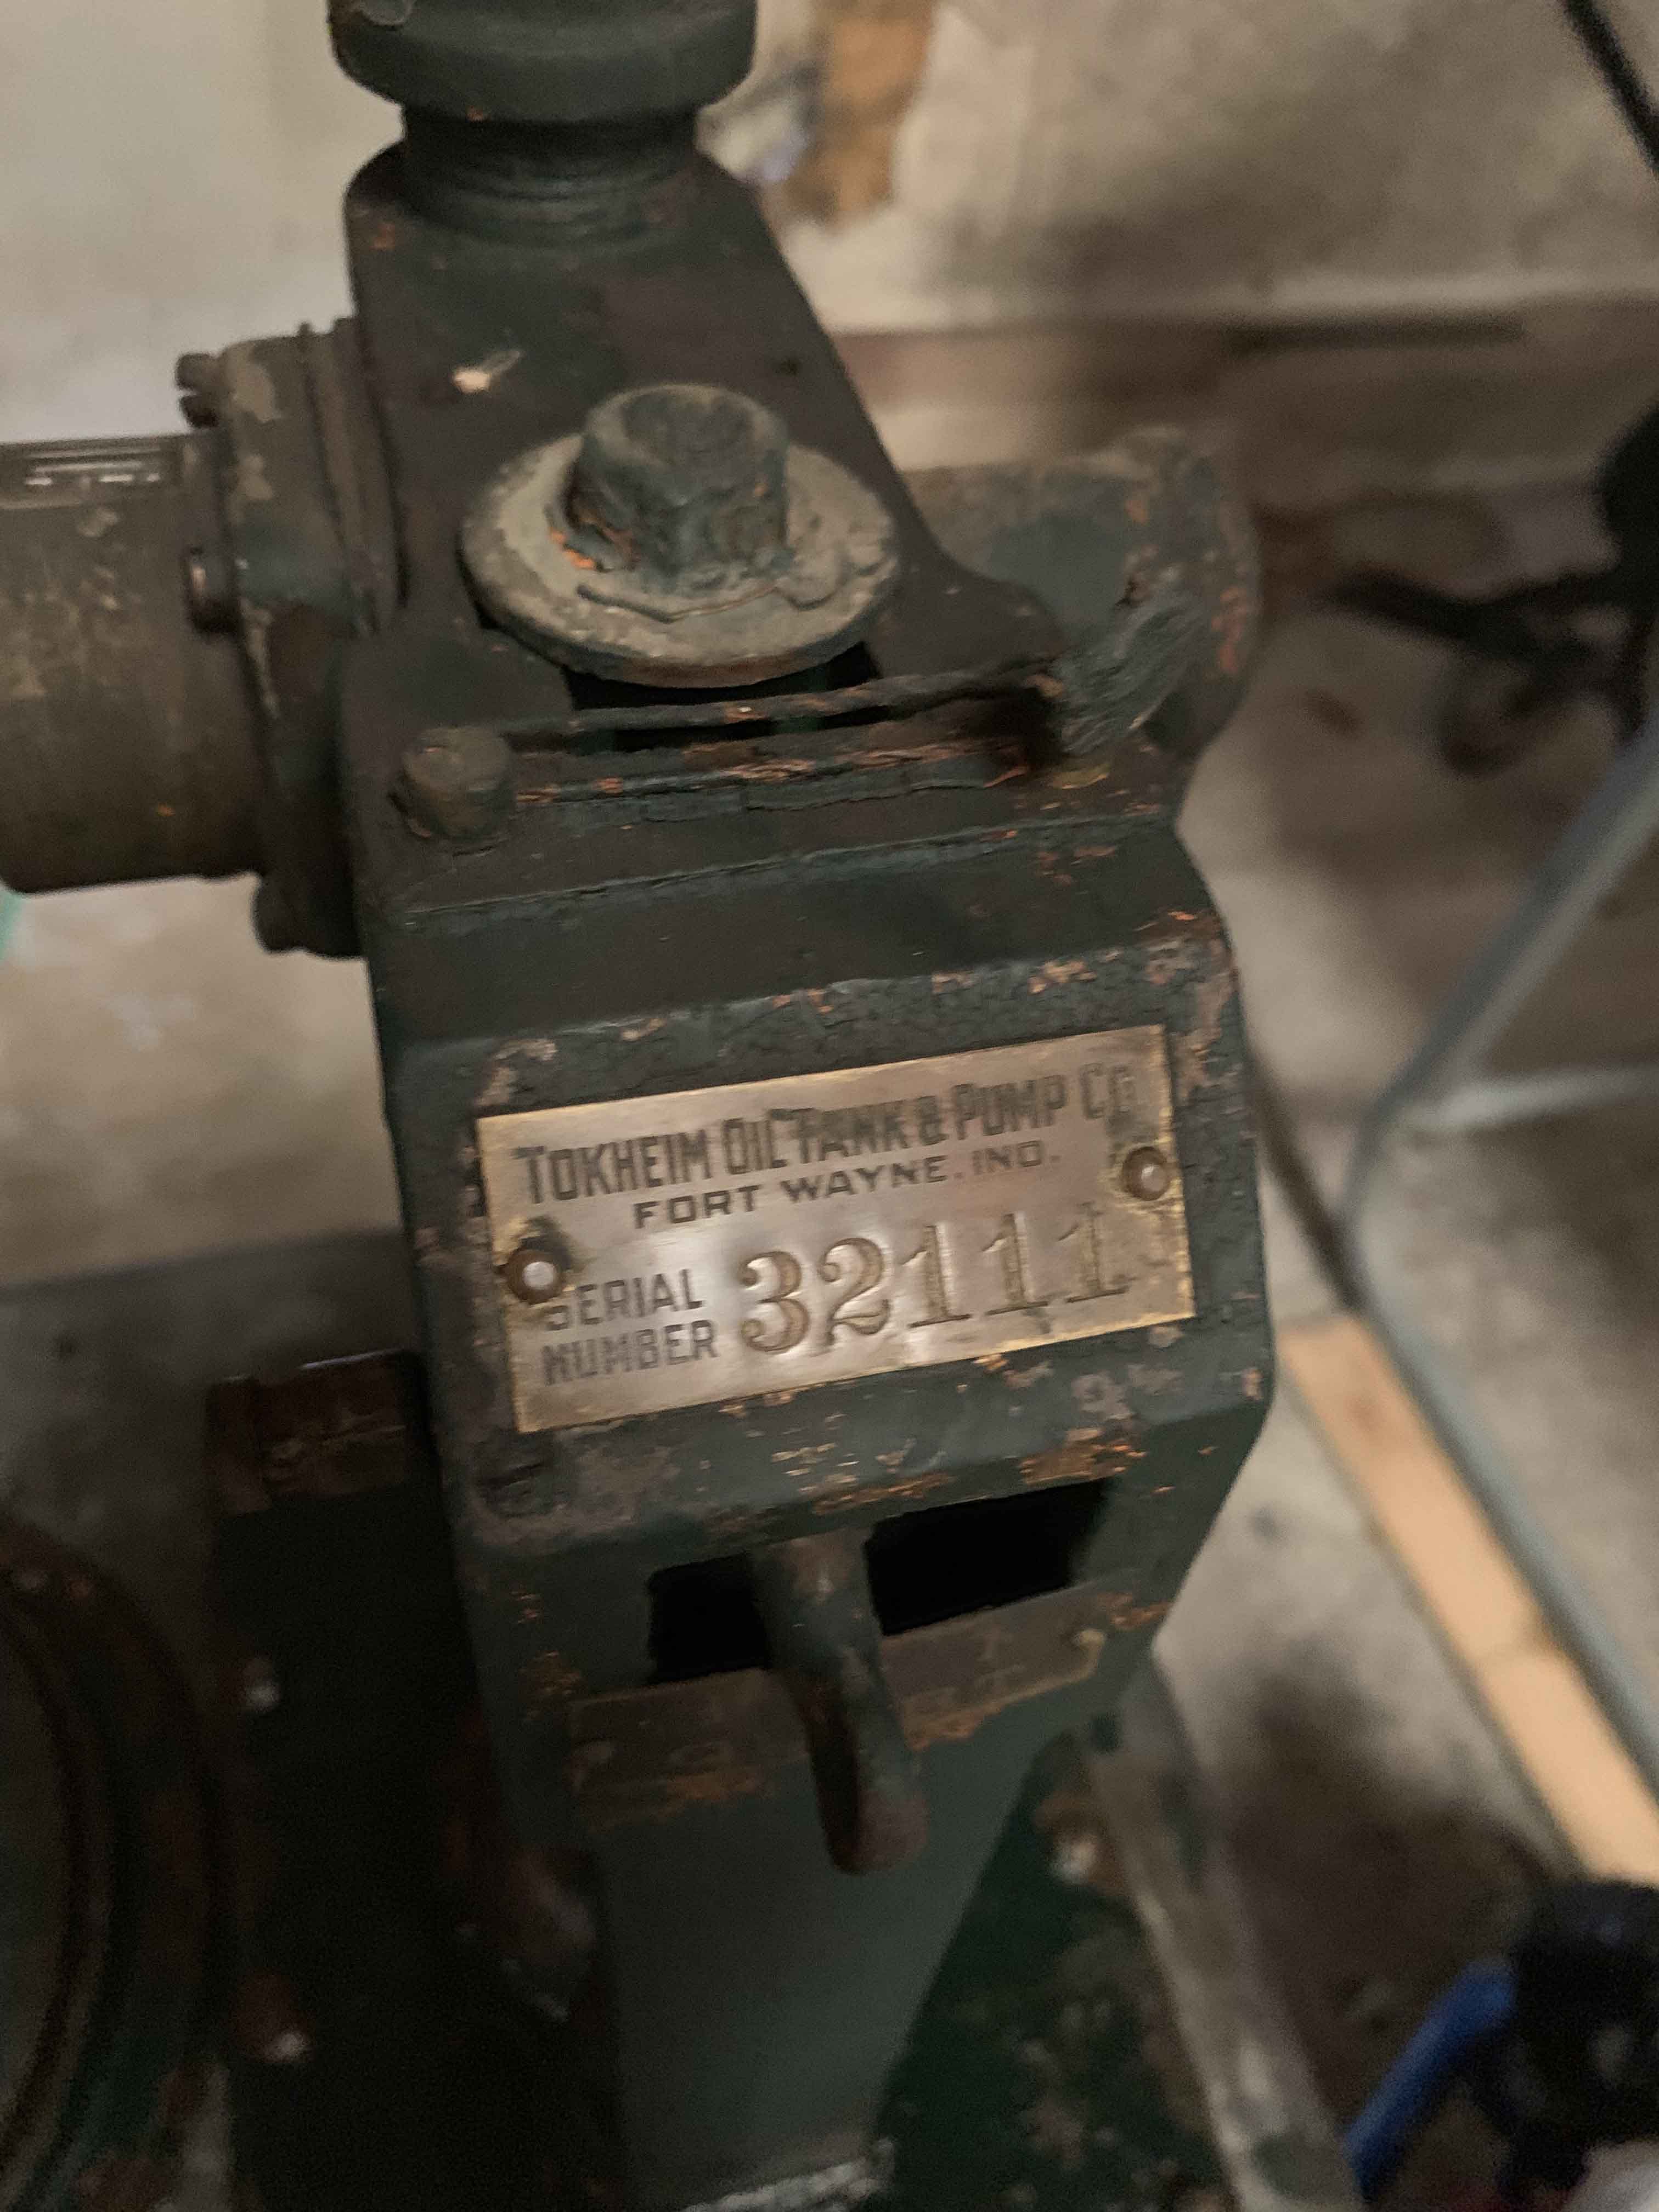 TOKHEIM OIL TANK & PUMP CO.
FORT WAYNE, IND.
SERIAL
NUMBER 32111